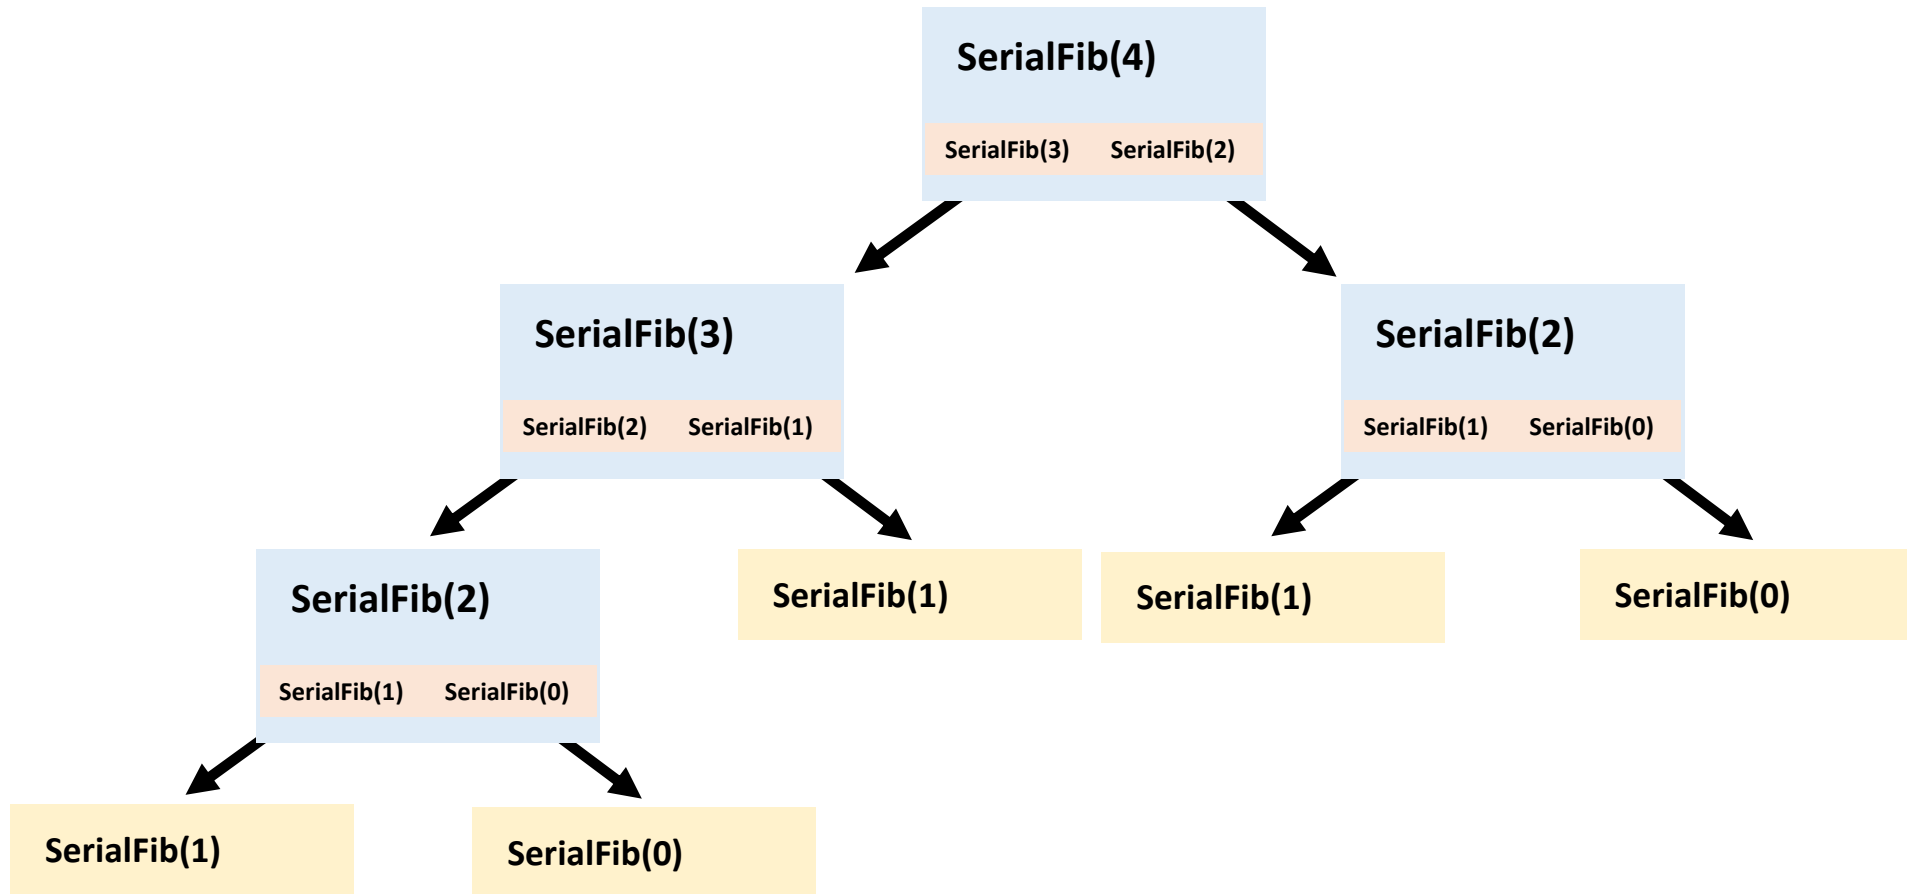 SerialFib(4)
SerialFib(3) SerialFib(2)
SerialFib(3)
SerialFib(2) SerialFib(1)
SerialFib(2)
SerialFib(1) SerialFib(0)
SerialFib(2)
SerialFib(1) SerialFib(0)
SerialFib(1)
SerialFib(1)
SerialFib(0)
SerialFib(1)
SerialFib(0)